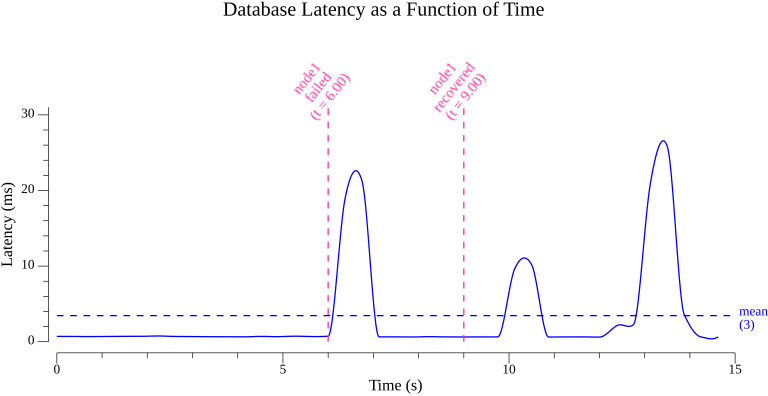 Database Latency as a Function of Time
node1
failed
(t = 6.00)
node1
recovered
(t = 9.00)
30
20
10
0
Latency (ms)
mean
(3)
0
5
10
15
Time (s)